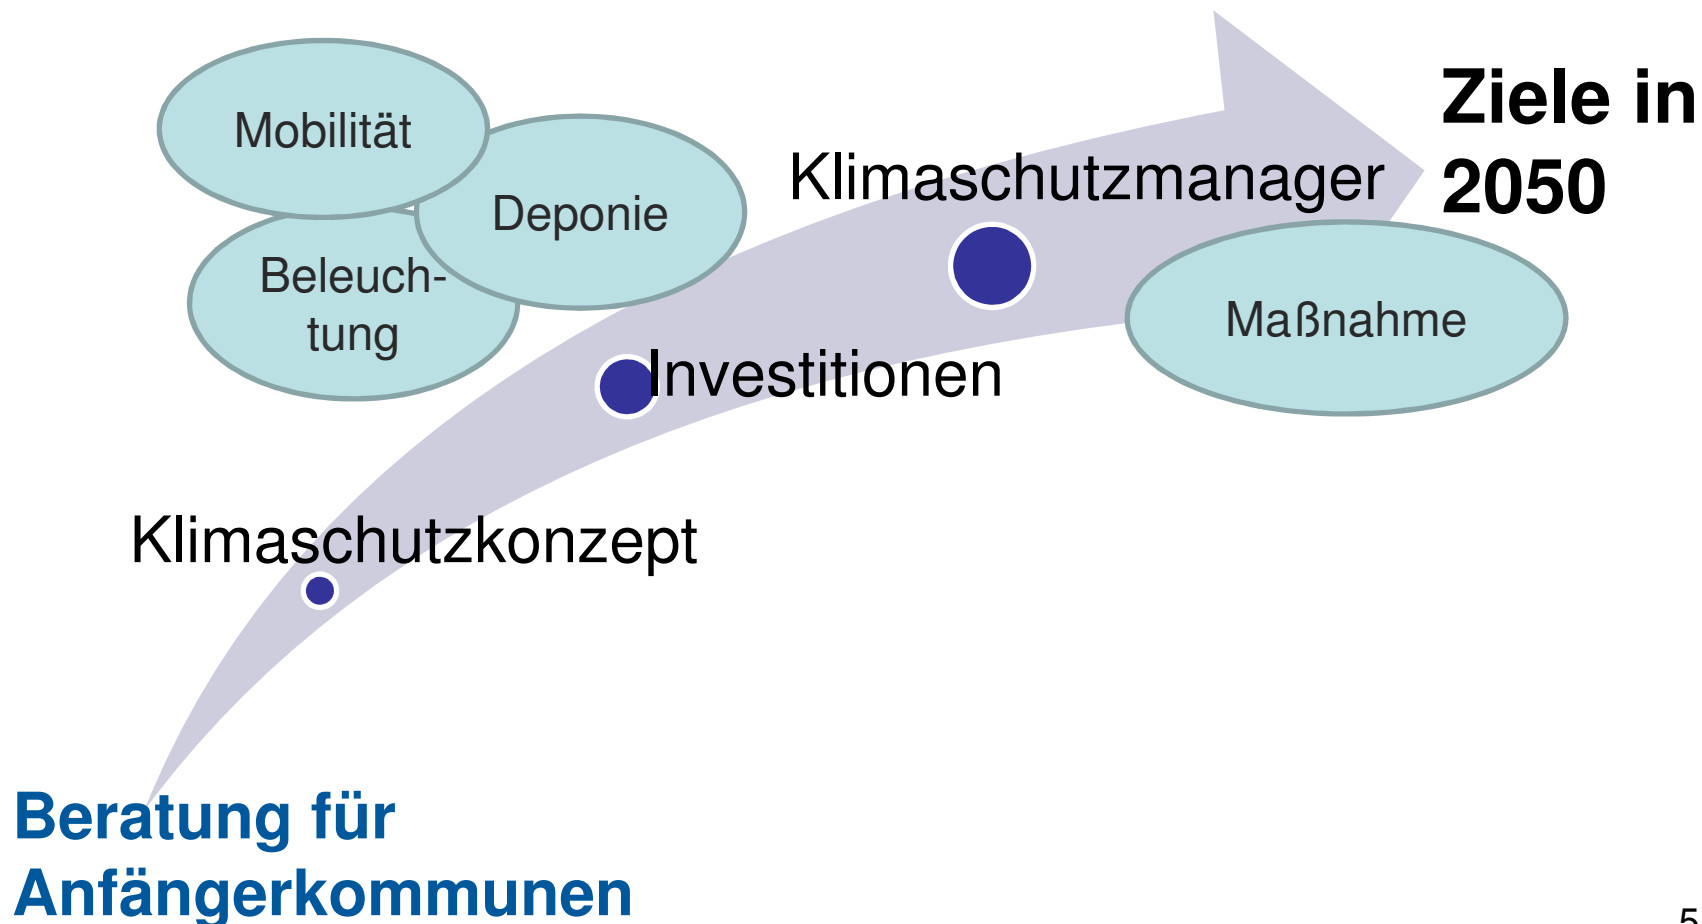 Ziele in
2050
Mobilität
Deponie
Beleuch-
tung
Klimaschutzmanager
Maßnahme
Investitionen
Klimaschutzkonzept
Beratung für
Anfängerkommunen
5